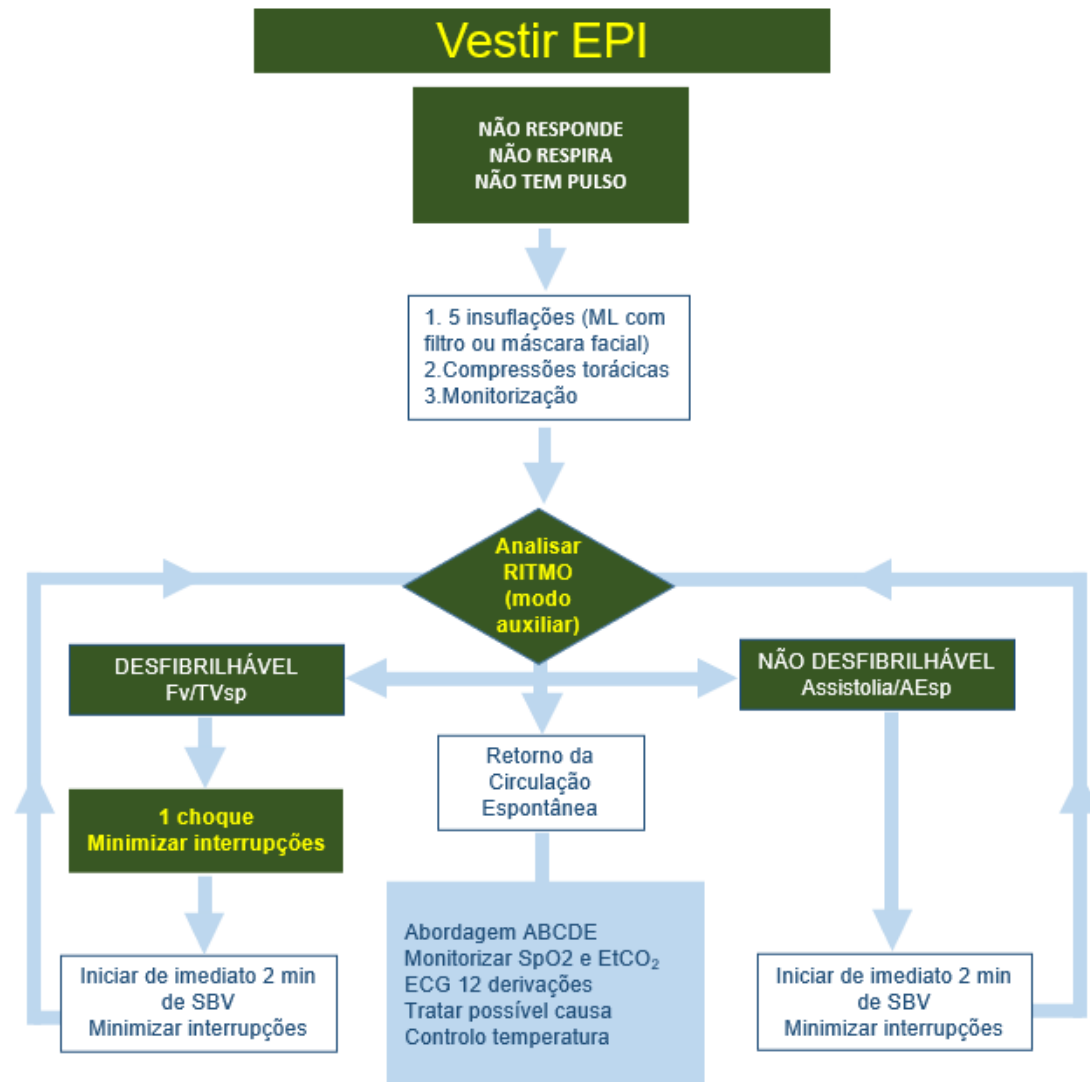 Vestir EPI
NÃO RESPONDE
NÃO RESPIRA
NÃO TEM PULSO
1. 5 insuflações (ML com
filtro ou máscara facial)
2.Compressões torácicas
3.Monitorização
Analisar
RITMO
(modo
auxiliar)
DESFIBRILHÁVEL
Fv/TVsp
NÃO DESFIBRILHÁVEL
Assistolia/AEsp
Retorno da
Circulação
Espontânea
1 choque
Minimizar interrupções
Abordagem ABCDE
Monitorizar SpO2 e EtCO₂
ECG 12 derivações
Tratar possível causa
Controlo temperatura
Iniciar de imediato 2 min
de SBV
Minimizar interrupções
Iniciar de imediato 2 min
de SBV
Minimizar interrupções